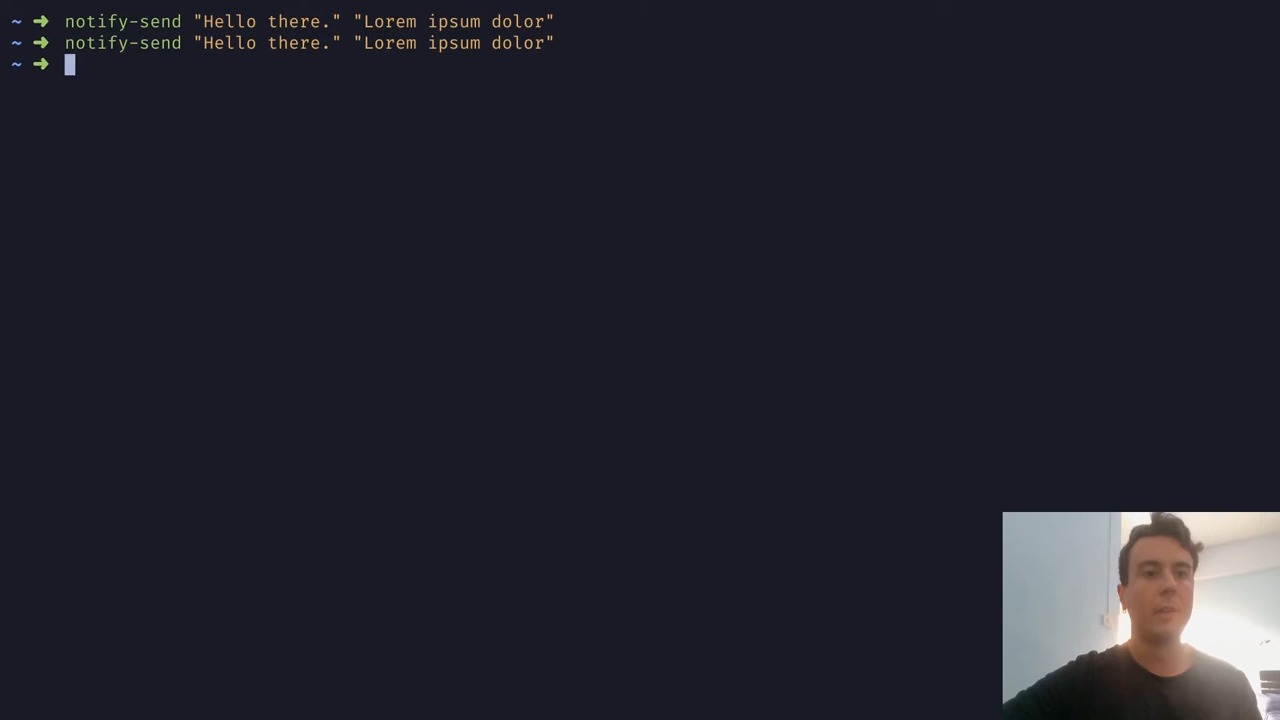 ~ ➜ notify-send "Hello there." "Lorem ipsum dolor"
~ ➜ notify-send "Hello there." "Lorem ipsum dolor"
~ ➜